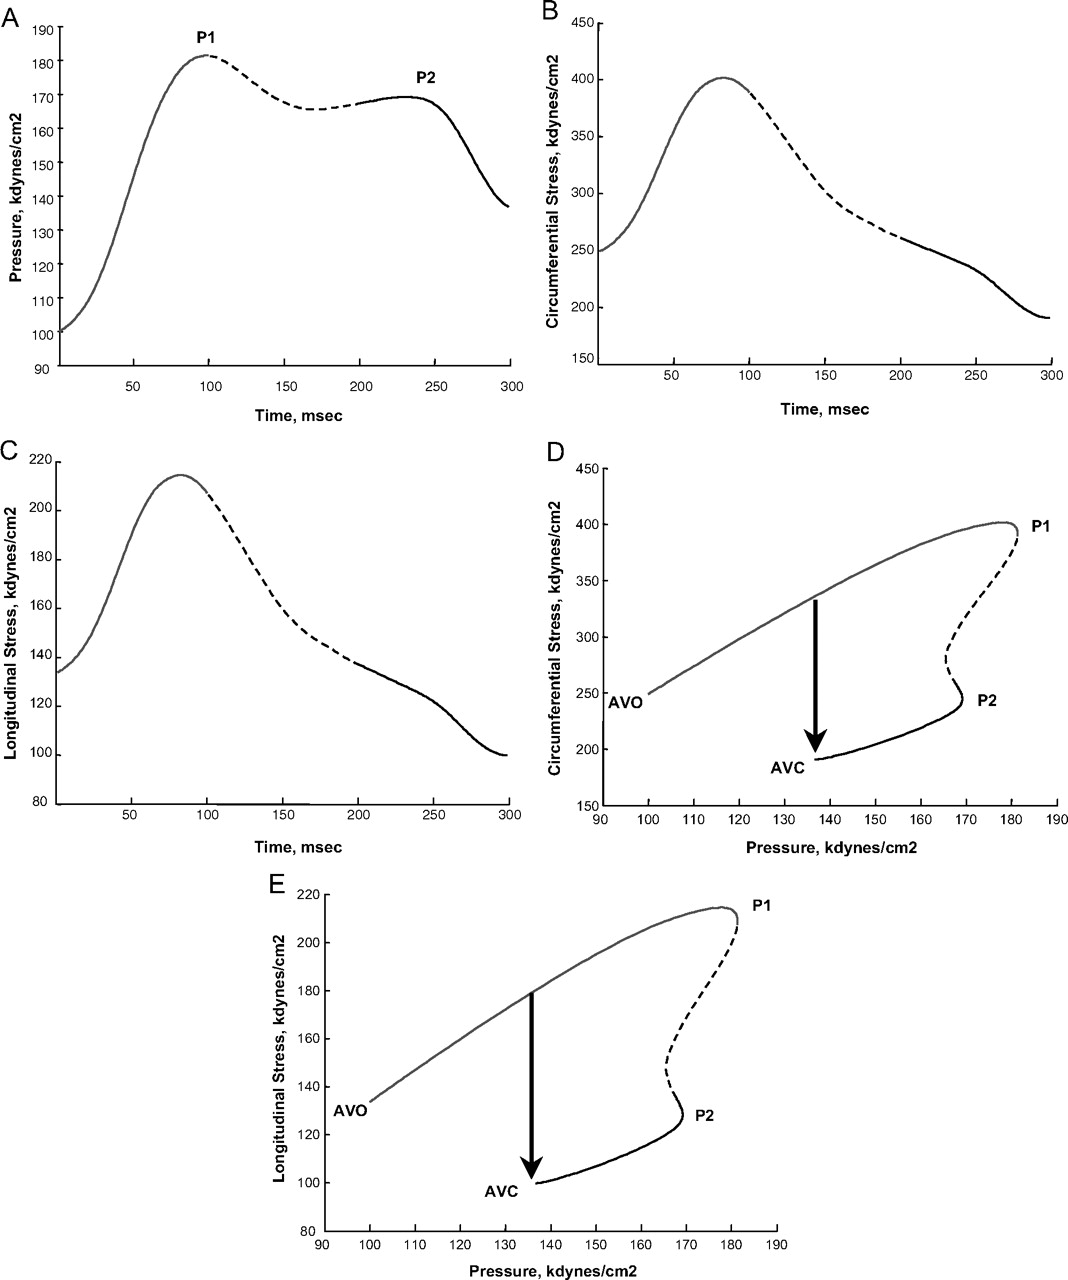 A
190
180
170
160
150
140
130
120
110
100
90
Pressure, kdynes/cm2
P1
P2
50 100 150 200 250 300
Time, msec
B
450
400
350
300
250
200
150
Circumferential Stress, kdynes/cm2
50 100 150 200 250 300
Time, msec
C
220
200
180
160
140
120
100
80
Longitudinal Stress, kdynes/cm2
50 100 150 200 250 300
Time, msec
D
450
400
350
300
250
200
150
Circumferential Stress, kdynes/cm2
P1
AVO
P2
AVC
90 100 110 120 130 140 150 160 170 180 190
Pressure, kdynes/cm2
E
220
200
180
160
140
120
100
80
Longitudinal Stress, kdynes/cm2
P1
AVO
P2
AVC
90 100 110 120 130 140 150 160 170 180 190
Pressure, kdynes/cm2